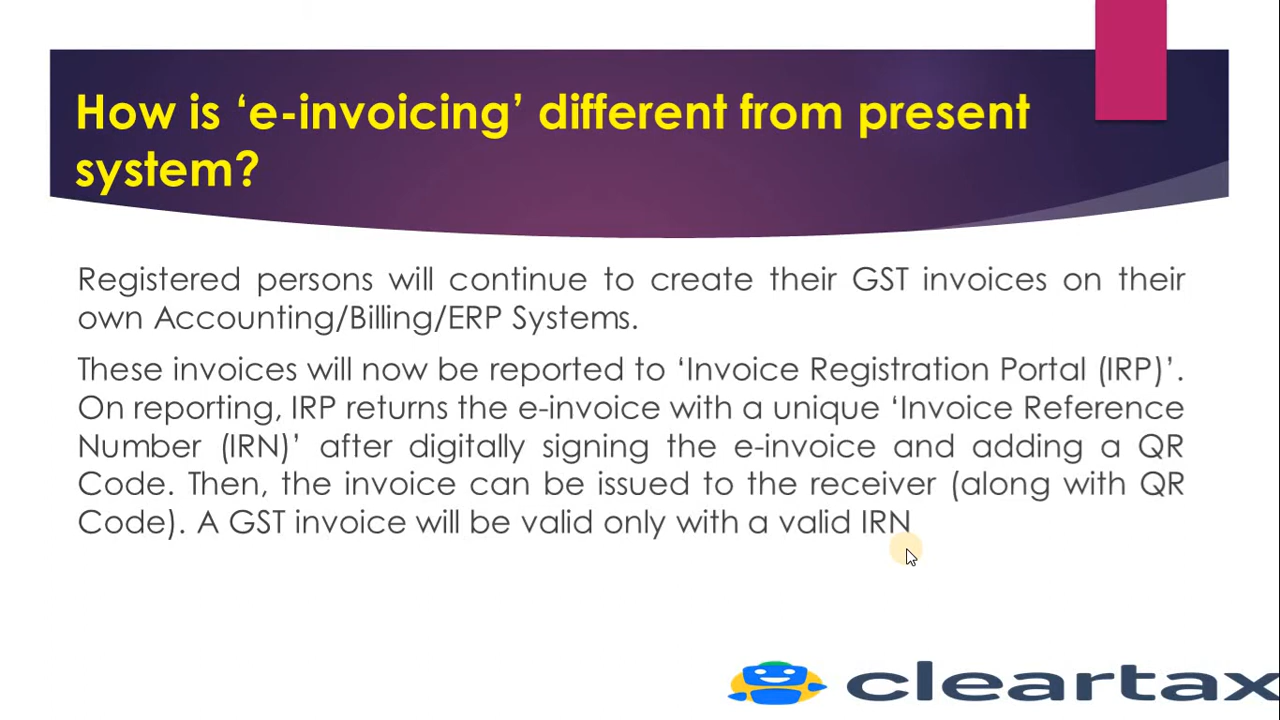 How is ‘e-invoicing’ different from present
system?
Registered persons will continue to create their GST invoices on their
own Accounting/Billing/ERP Systems.
These invoices will now be reported to ‘Invoice Registration Portal (IRP)’.
On reporting, IRP returns the e-invoice with a unique ‘Invoice Reference
Number (IRN)’ after digitally signing the e-invoice and adding a QR
Code. Then, the invoice can be issued to the receiver (along with QR
Code). A GST invoice will be valid only with a valid IRN
cleartax